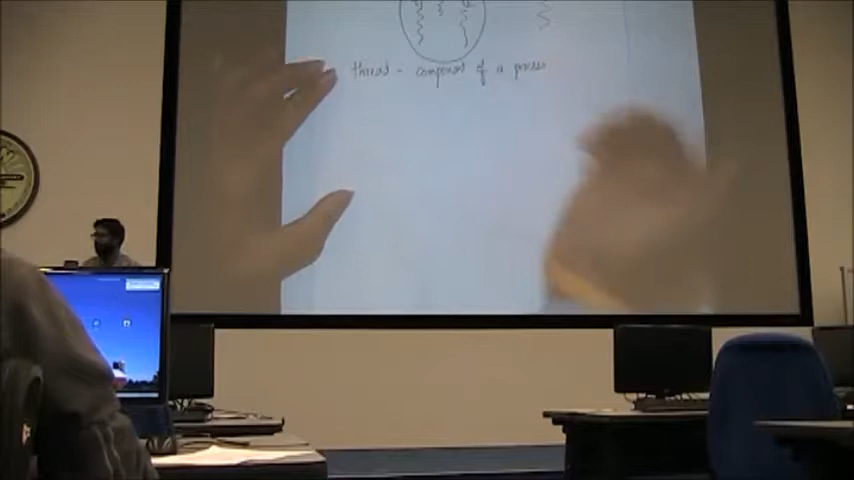 thread - component of a process